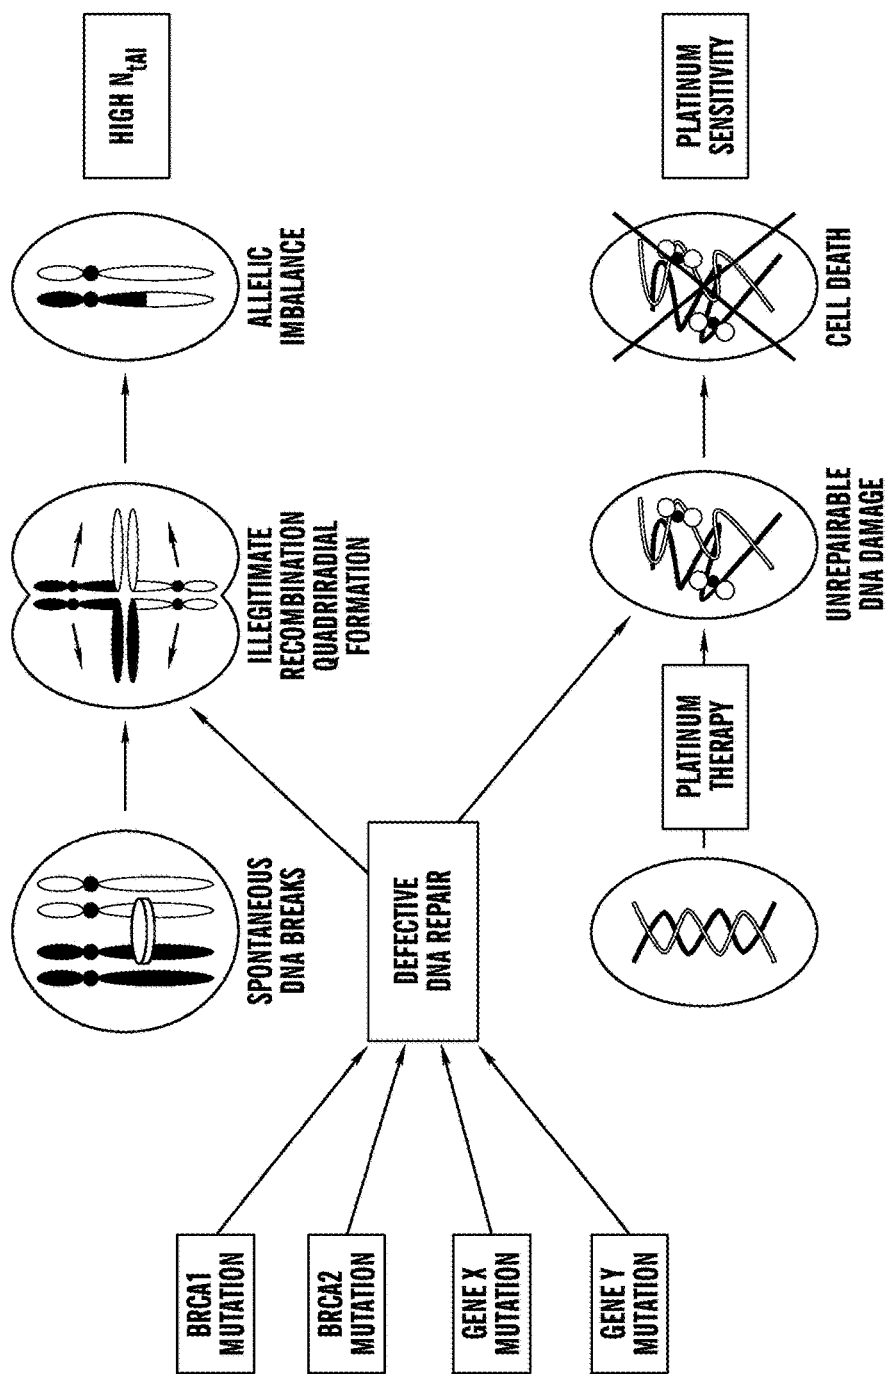 BRCA1
MUTATION
BRCA2
MUTATION
GENE X
MUTATION
GENE Y
MUTATION
DEFECTIVE
DNA REPAIR
SPONTANEOUS
DNA BREAKS
ILLEGITIMATE
RECOMBINATION
QUADRIRADIAL
FORMATION
ALLELIC
IMBALANCE
HIGH NtAI
PLATINUM
THERAPY
UNREPAIRABLE
DNA DAMAGE
CELL DEATH
PLATINUM
SENSITIVITY